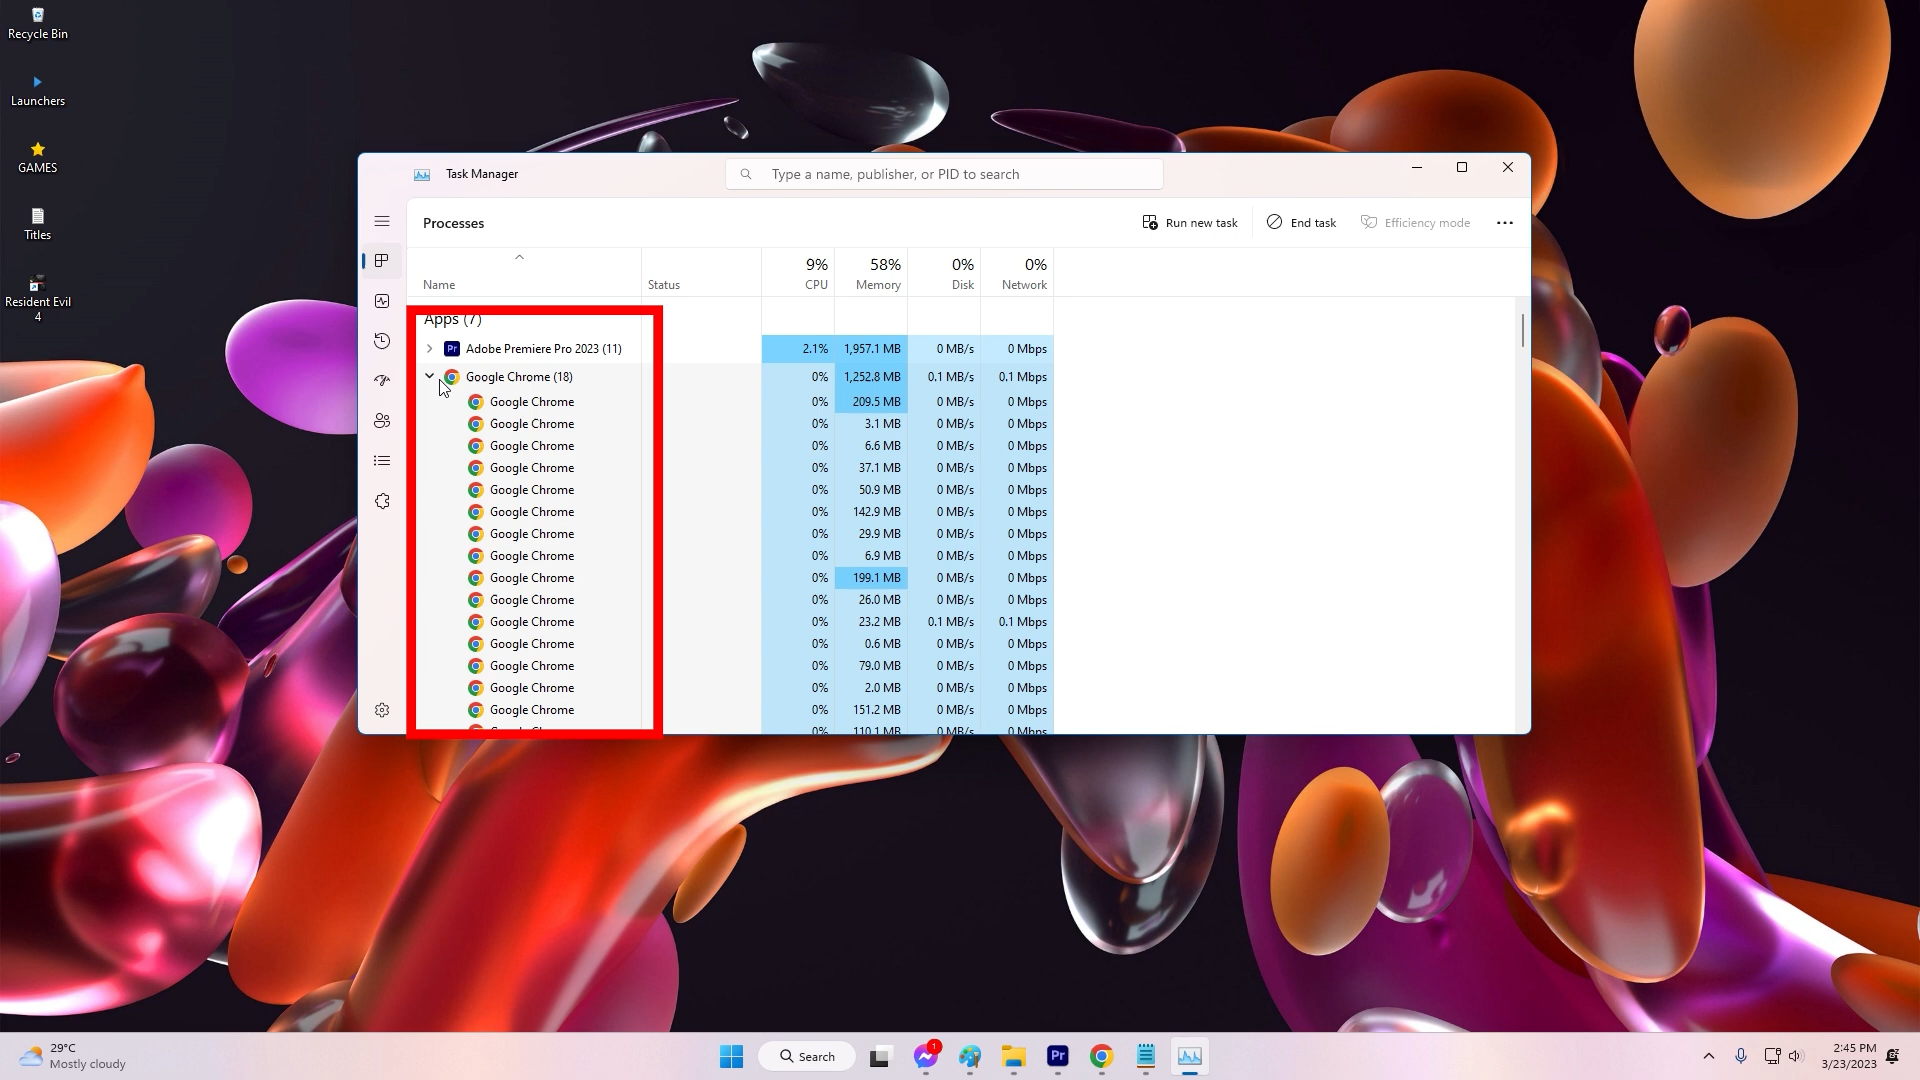 Recycle Bin
Launchers
GAMES
Titles
Resident Evil
4
Task Manager
Type a name, publisher, or PID to search
Processes
Run new task
End task
Efficiency mode
9% 58% 0% 0%
Name Status CPU Memory Disk Network
Apps (7)
Pr Adobe Premiere Pro 2023 (11) 2.1% 1,957.1 MB 0 MB/s 0 Mbps
Google Chrome (18) 0% 1,252.8 MB 0.1 MB/s 0.1 Mbps
Google Chrome 0% 209.5 MB 0 MB/s 0 Mbps
Google Chrome 0% 3.1 MB 0 MB/s 0 Mbps
Google Chrome 0% 6.6 MB 0 MB/s 0 Mbps
Google Chrome 0% 37.1 MB 0 MB/s 0 Mbps
Google Chrome 0% 50.9 MB 0 MB/s 0 Mbps
Google Chrome 0% 142.9 MB 0 MB/s 0 Mbps
Google Chrome 0% 29.9 MB 0 MB/s 0 Mbps
Google Chrome 0% 6.9 MB 0 MB/s 0 Mbps
Google Chrome 0% 199.1 MB 0 MB/s 0 Mbps
Google Chrome 0% 26.0 MB 0 MB/s 0 Mbps
Google Chrome 0% 23.2 MB 0.1 MB/s 0.1 Mbps
Google Chrome 0% 0.6 MB 0 MB/s 0 Mbps
Google Chrome 0% 79.0 MB 0 MB/s 0 Mbps
Google Chrome 0% 2.0 MB 0 MB/s 0 Mbps
Google Chrome 0% 151.2 MB 0 MB/s 0 Mbps
0% 110.1 MB 0 MB/s 0 Mbps
29°C
Mostly cloudy
Search
1
Pr
2:45 PM
3/23/2023